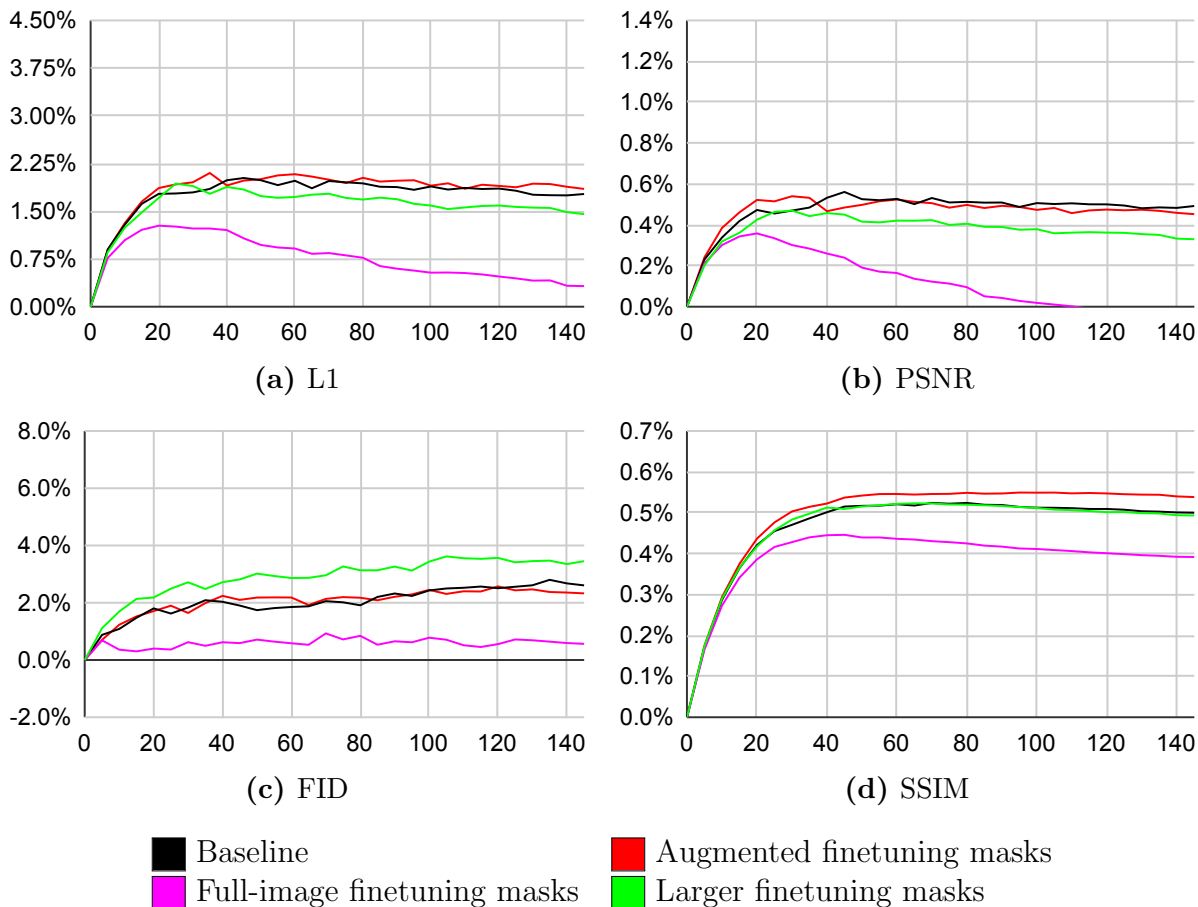 4.50%
3.75%
3.00%
2.25%
1.50%
0.75%
0.00%
0 20 40 60 80 100 120 140
(a) L1
1.4%
1.2%
1.0%
0.8%
0.6%
0.4%
0.2%
0.0%
0 20 40 60 80 100 120 140
(b) PSNR
8.0%
6.0%
4.0%
2.0%
0.0%
-2.0%
0 20 40 60 80 100 120 140
(c) FID
0.7%
0.6%
0.5%
0.4%
0.3%
0.2%
0.1%
0.0%
0 20 40 60 80 100 120 140
(d) SSIM
Baseline
Augmented finetuning masks
Full-image finetuning masks
Larger finetuning masks